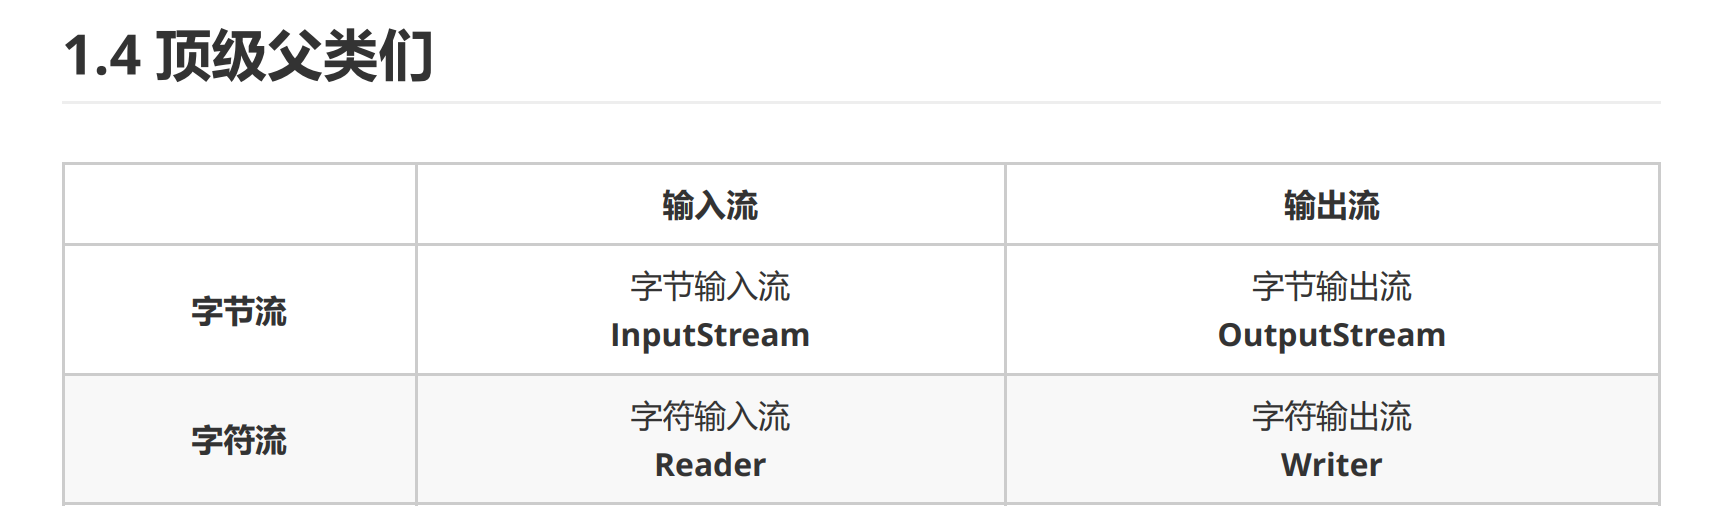 1.4 顶级父类们
输入流
输出流
字节流
字节输入流
InputStream
字节输出流
OutputStream
字符流
字符输入流
Reader
字符输出流
Writer